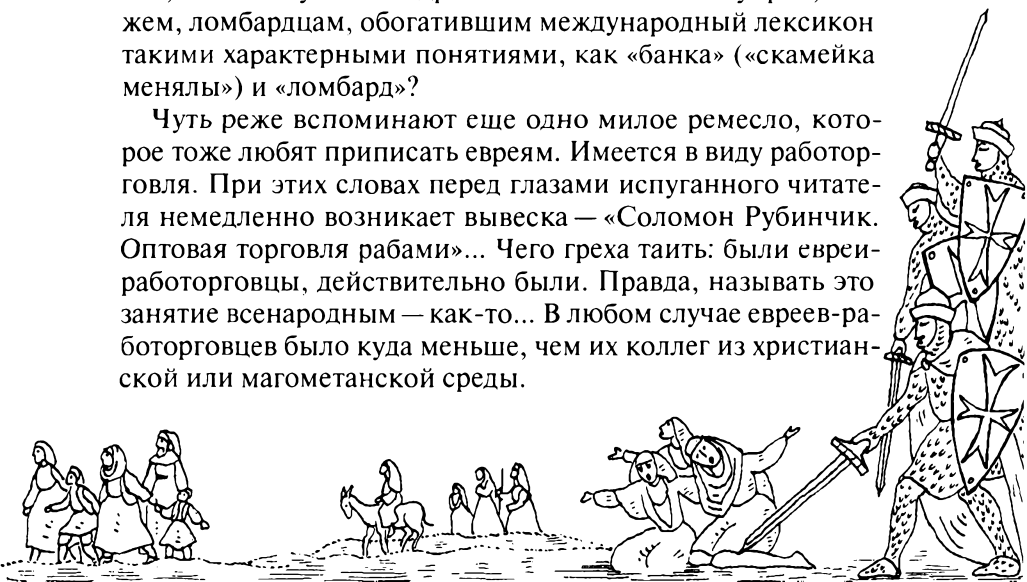 жем, ломбардцам, обогатившим международный лексикон
такими характерными понятиями, как «банка» («скамейка
менялы») и «ломбард»?
Чуть реже вспоминают еще одно милое ремесло, кото-
рое тоже любят приписать евреям. Имеется в виду работор-
говля. При этих словах перед глазами испуганного читате-
ля немедленно возникает вывеска — «Соломон Рубинчик.
Оптовая торговля рабами»... Чего греха таить: были евреи-
работорговцы, действительно были. Правда, называть это
занятие всенародным — как-то... В любом случае евреев-ра-
боторговцев было куда меньше, чем их коллег из христиан-
ской или магометанской среды.